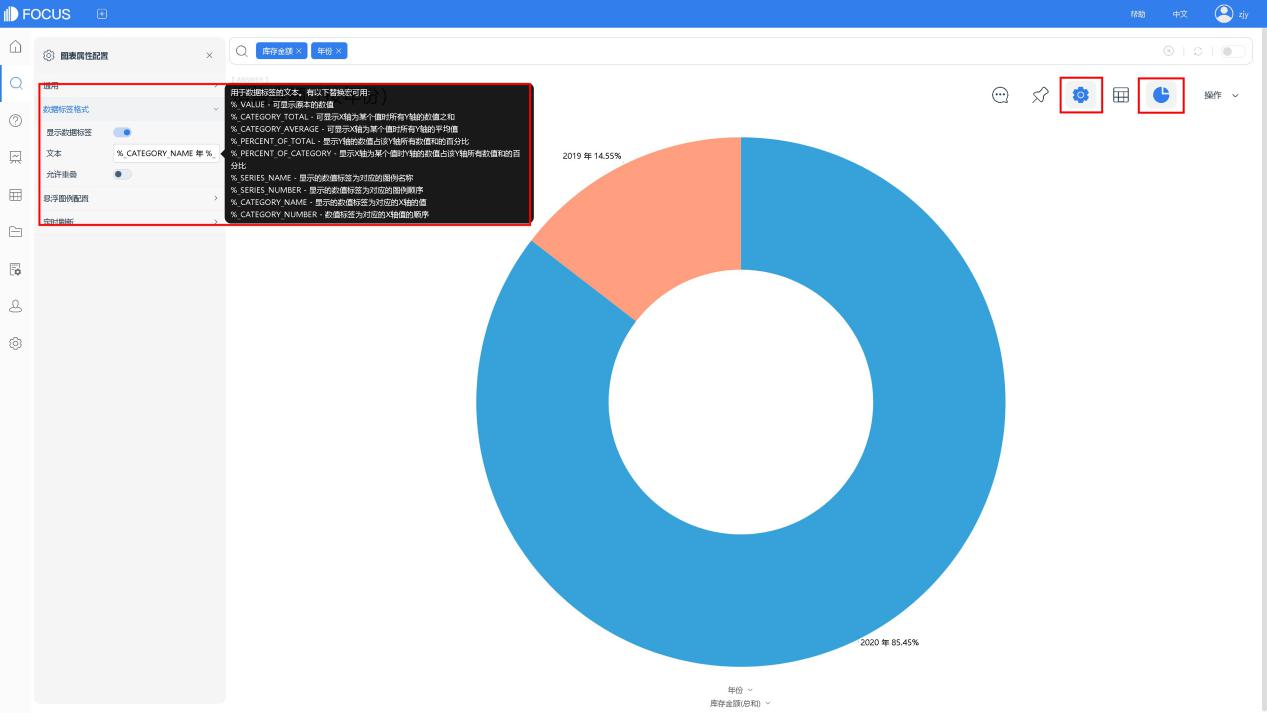 FOCUS
帮助
中文
zjy
图表属性配置
库存金额
年份
通用
数据标签格式
显示数据标签
文本
%_CATEGORY_NAME 年 %_
允许重叠
悬浮图例配置
定时刷新
年份)
用于数据标签的文本。有以下替换宏可用:
%_VALUE - 可显示原本的数值
%_CATEGORY_TOTAL - 可显示X轴为某个值时所有Y轴的数值之和
%_CATEGORY_AVERAGE - 可显示X轴为某个值时所有Y轴的平均值
%_PERCENT_OF_TOTAL - 显示Y轴的数值占该Y轴所有数值和的百分比
%_PERCENT_OF_CATEGORY - 显示X轴为某个值时Y轴的数值占该Y轴所有数值和的百
分比
%_SERIES_NAME - 显示的数值标签为对应的图例名称
%_SERIES_NUMBER - 显示的数值标签为对应的图例顺序
%_CATEGORY_NAME - 显示的数值标签为对应的X轴的值
%_CATEGORY_NUMBER - 数值标签为对应的X轴值的顺序
操作
2019 年 14.55%
2020 年 85.45%
年份
库存金额(总和)